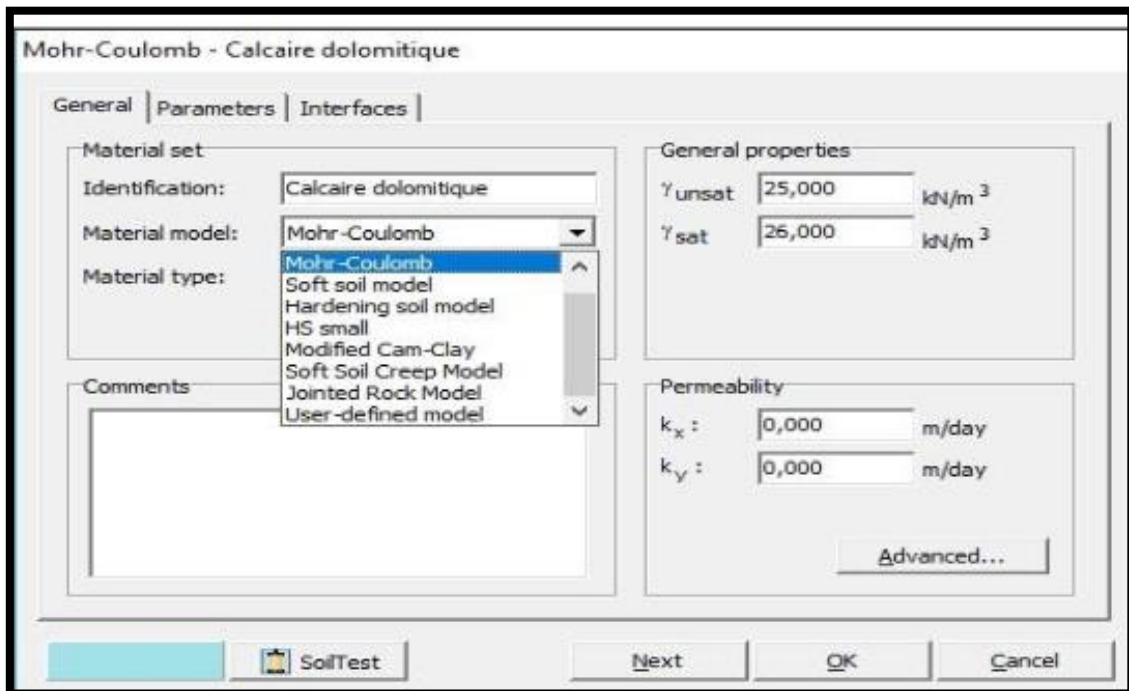 Mohr-Coulomb - Calcaire dolomitique
General Parameters Interfaces
Material set
Identification: Calcaire dolomitique
Material model: Mohr-Coulomb
Mohr-Coulomb
Material type:
Soft soil model
Hardening soil model
HS small
Modified Cam-Clay
Soft Soil Creep Model
Jointed Rock Model
User-defined model
Comments
General properties
γunsat 25,000 kN/m 3
γsat 26,000 kN/m 3
Permeability
kx : 0,000 m/day
ky : 0,000 m/day
Advanced...
SoilTest Next OK Cancel